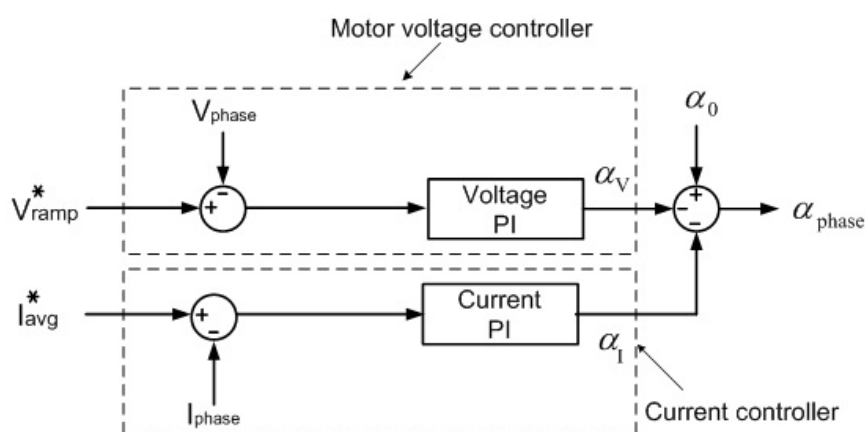 Motor voltage controller
V_phase
α_0
V*_ramp
+
-
Voltage
PI
α_V
+
-
-
α_phase
I*_avg
+
-
Current
PI
α_I
I_phase
Current controller